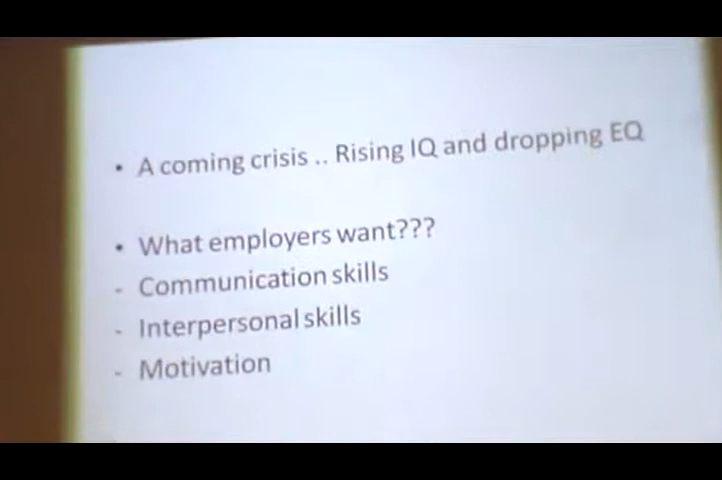 • A coming crisis .. Rising IQ and dropping EQ
• What employers want???
- Communication skills
- Interpersonal skills
- Motivation